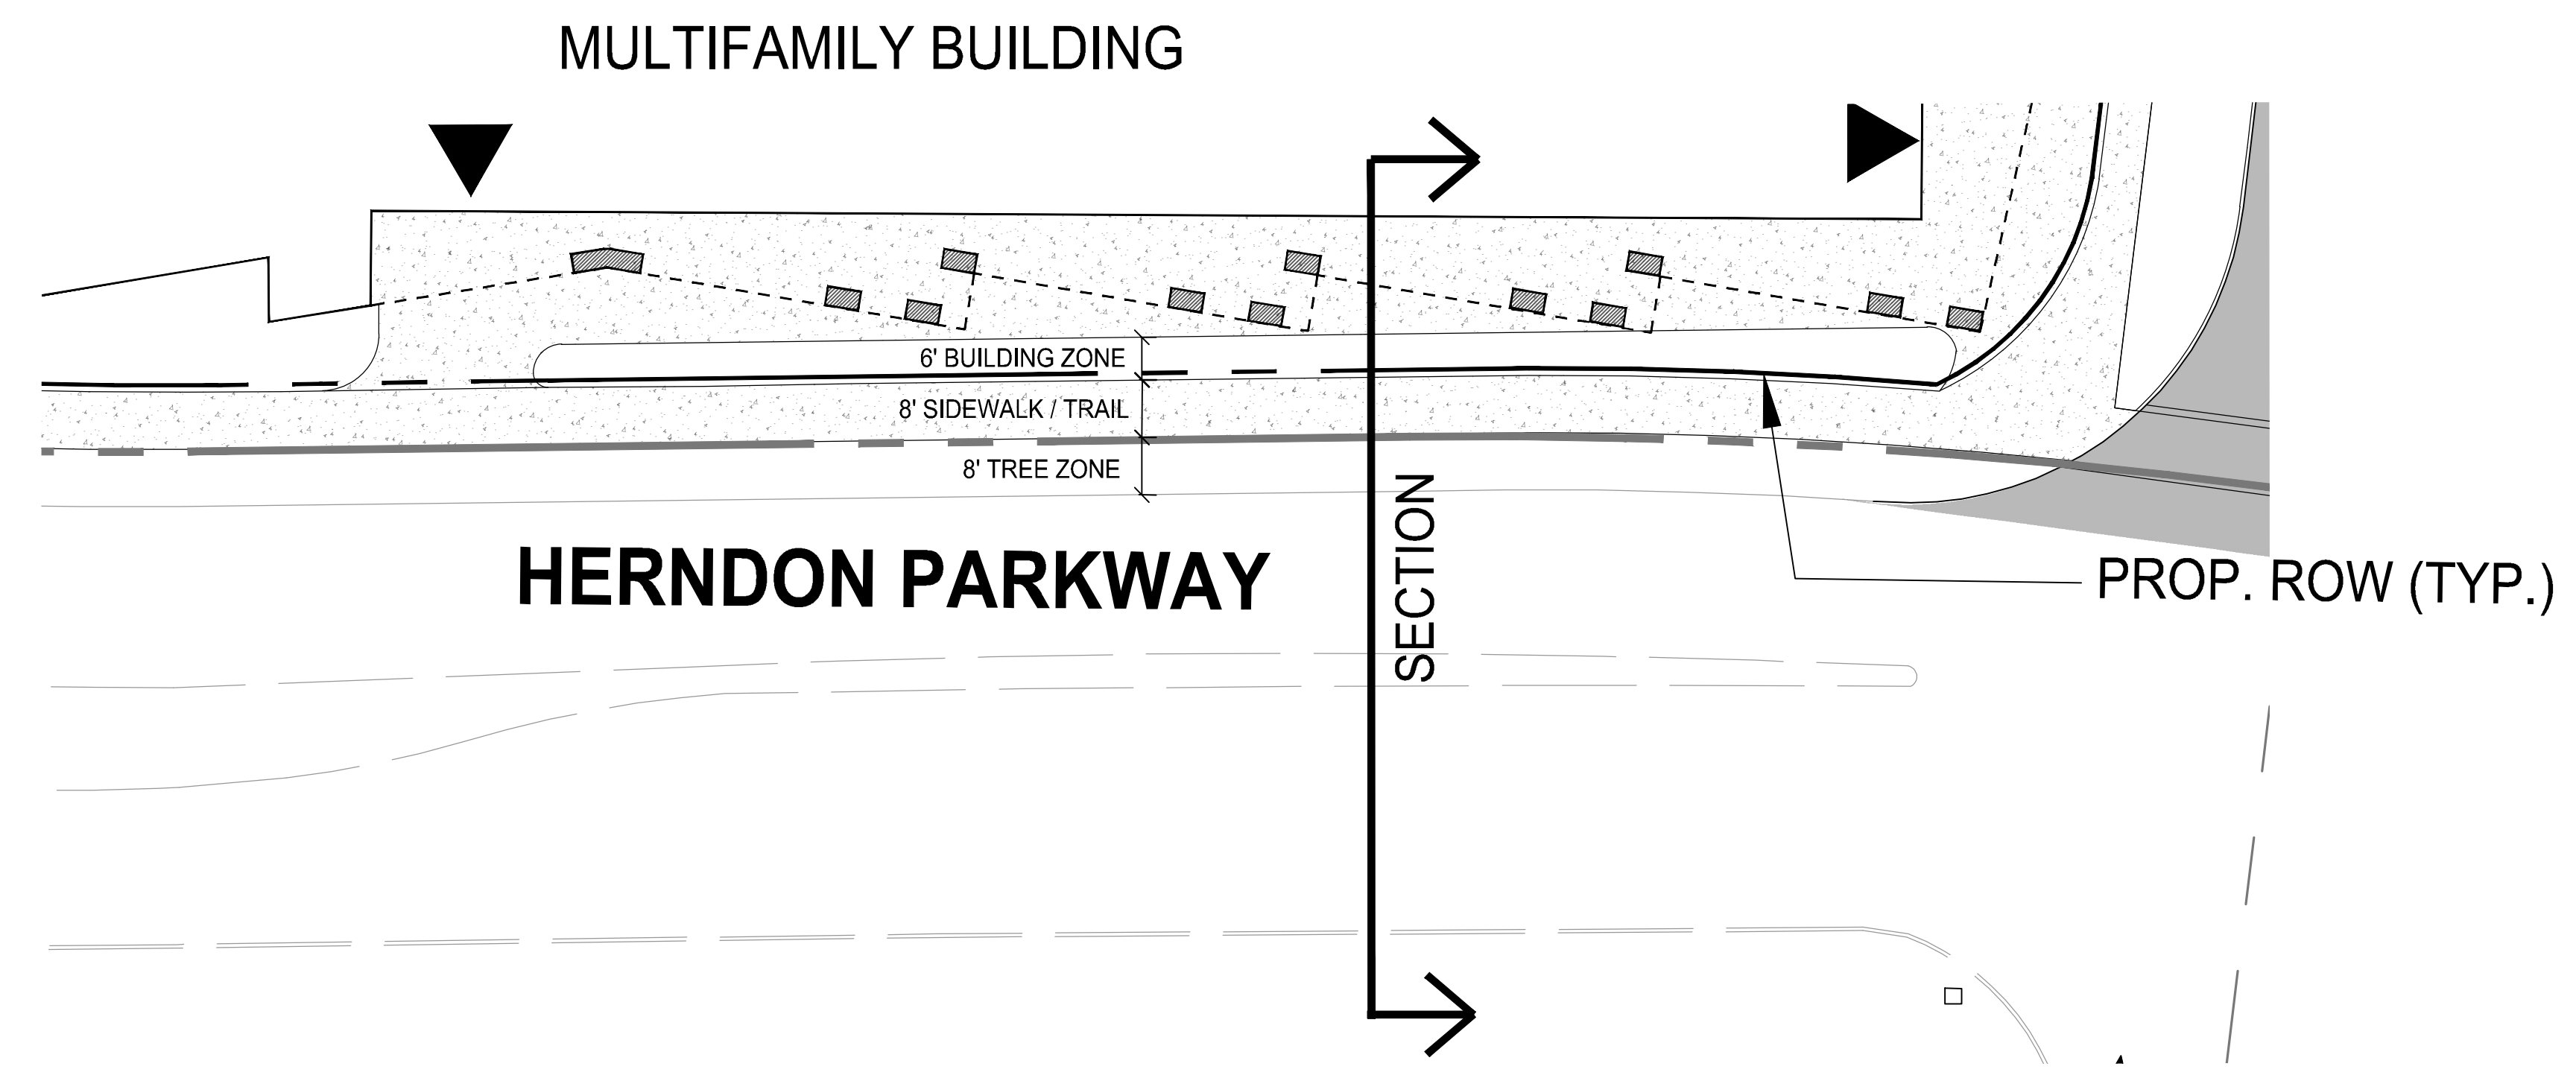 MULTIFAMILY BUILDING
6' BUILDING ZONE
8' SIDEWALK / TRAIL
8' TREE ZONE
SECTION
HERNDON PARKWAY
PROP. ROW (TYP.)